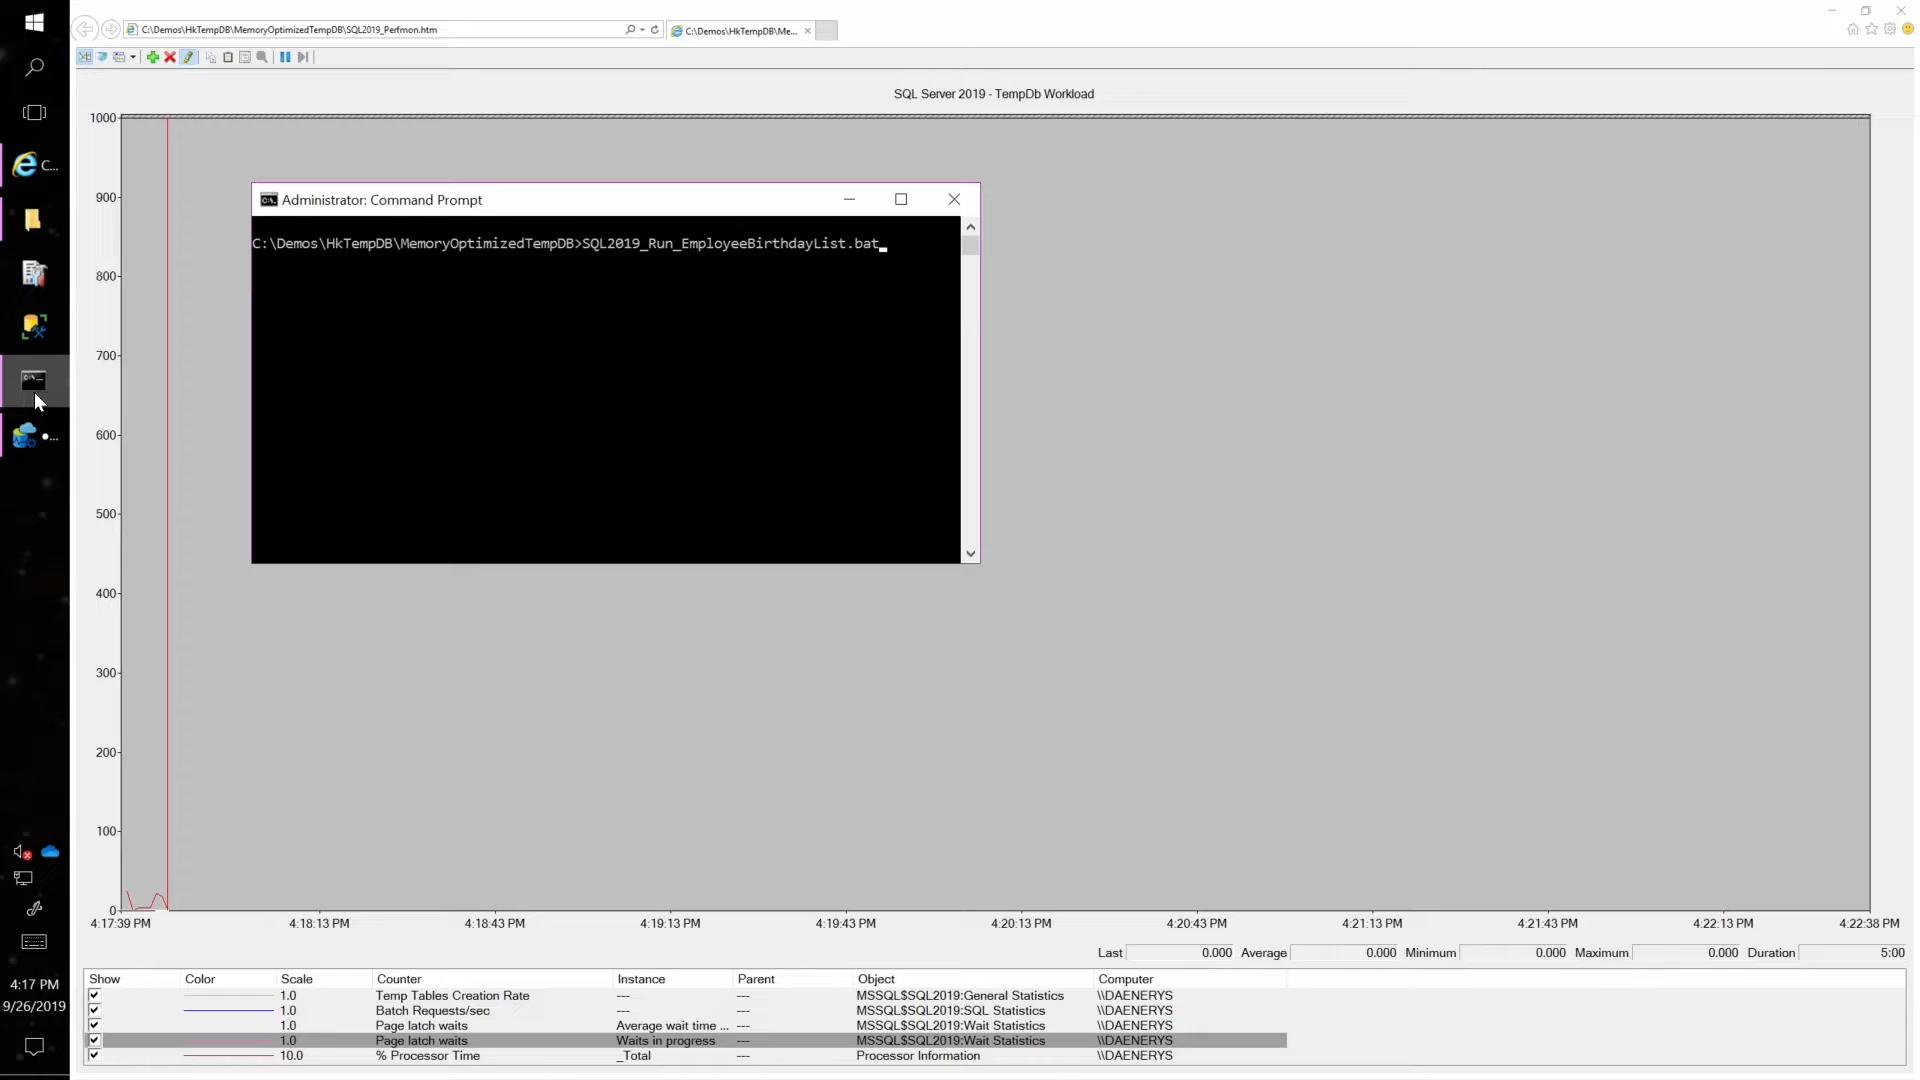 C:\Demos\HkTempDB\MemoryOptimizedTempDB\SQL2019_Perfmon.htm
C:\Demos\HkTempDB\Me...
SQL Server 2019 - TempDb Workload
1000
900
800
700
600
500
400
300
200
100
0
Administrator: Command Prompt
C:\Demos\HkTempDB\MemoryOptimizedTempDB>SQL2019_Run_EmployeeBirthdayList.bat
C...
4:17:39 PM 4:18:13 PM 4:18:43 PM 4:19:13 PM 4:19:43 PM 4:20:13 PM 4:20:43 PM 4:21:13 PM 4:21:43 PM 4:22:13 PM 4:22:38 PM
Last 0.000 Average 0.000 Minimum 0.000 Maximum 0.000 Duration 5:00
Show Color Scale Counter Instance Parent Object Computer
1.0 Temp Tables Creation Rate --- --- MSSQL$SQL2019:General Statistics \\DAENERYS
1.0 Batch Requests/sec --- --- MSSQL$SQL2019:SQL Statistics \\DAENERYS
1.0 Page latch waits Average wait time ... --- MSSQL$SQL2019:Wait Statistics \\DAENERYS
1.0 Page latch waits Waits in progress --- MSSQL$SQL2019:Wait Statistics \\DAENERYS
10.0 % Processor Time _Total --- Processor Information \\DAENERYS
4:17 PM
9/26/2019